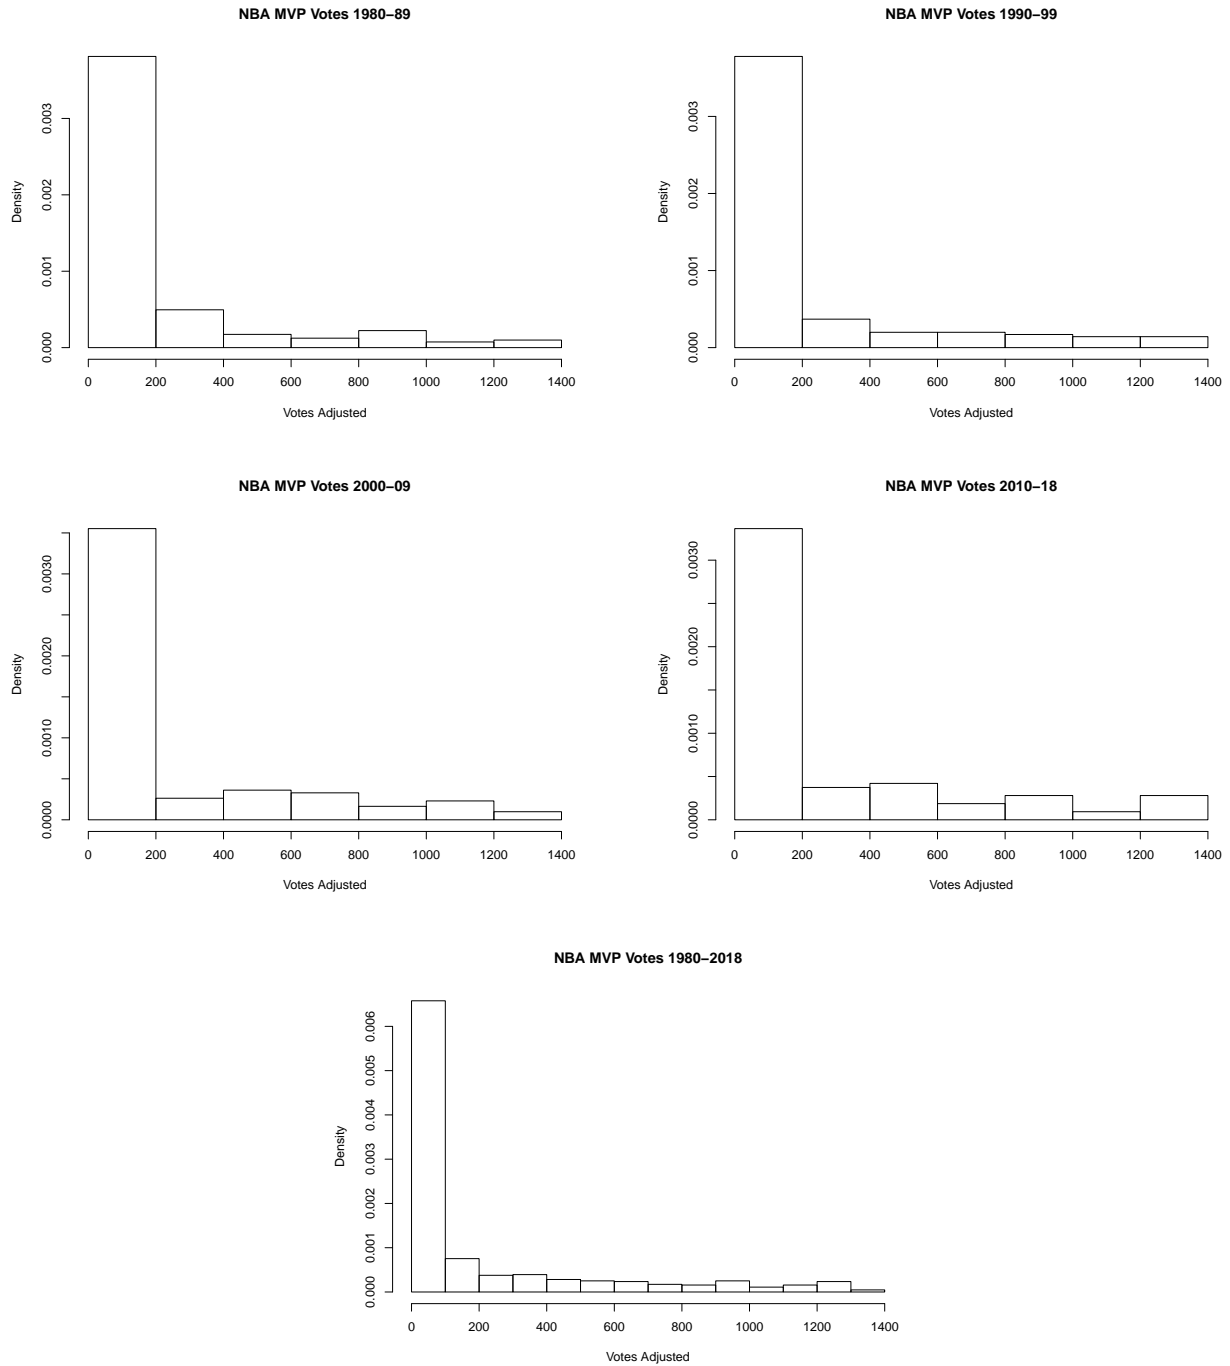 NBA MVP Votes 1980–89
Density
0.003
0.002
0.001
0.000
0 200 400 600 800 1000 1200 1400
Votes Adjusted
NBA MVP Votes 1990–99
Density
0.003
0.002
0.001
0.000
0 200 400 600 800 1000 1200 1400
Votes Adjusted
NBA MVP Votes 2000–09
Density
0.0030
0.0020
0.0010
0.0000
0 200 400 600 800 1000 1200 1400
Votes Adjusted
NBA MVP Votes 2010–18
Density
0.0030
0.0020
0.0010
0.0000
0 200 400 600 800 1000 1200 1400
Votes Adjusted
NBA MVP Votes 1980–2018
Density
0.006
0.005
0.004
0.003
0.002
0.001
0.000
0 200 400 600 800 1000 1200 1400
Votes Adjusted